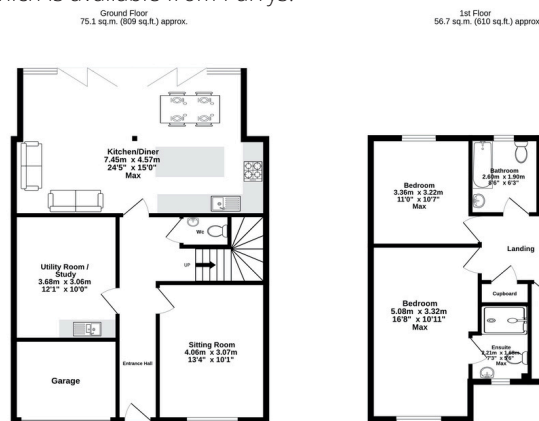 is available from Parrys.
Ground Floor
75.1 sq.m. (809 sq.ft.) approx.
Kitchen/Diner
7.45m x 4.57m
24'5" x 15'0"
Max
Wc
UP
Utility Room /
Study
3.68m x 3.06m
12'1" x 10'0"
Entrance Hall
Sitting Room
4.06m x 3.07m
13'4" x 10'1"
Garage
1st Floor
56.7 sq.m. (610 sq.ft.) approx
Bathroom
2.60m x 1.90m
8'6" x 6'3"
Bedroom
3.36m x 3.22m
11'0" x 10'7"
Max
Landing
Cupboard
Bedroom
5.08m x 3.32m
16'8" x 10'11"
Max
Ensuite
Max